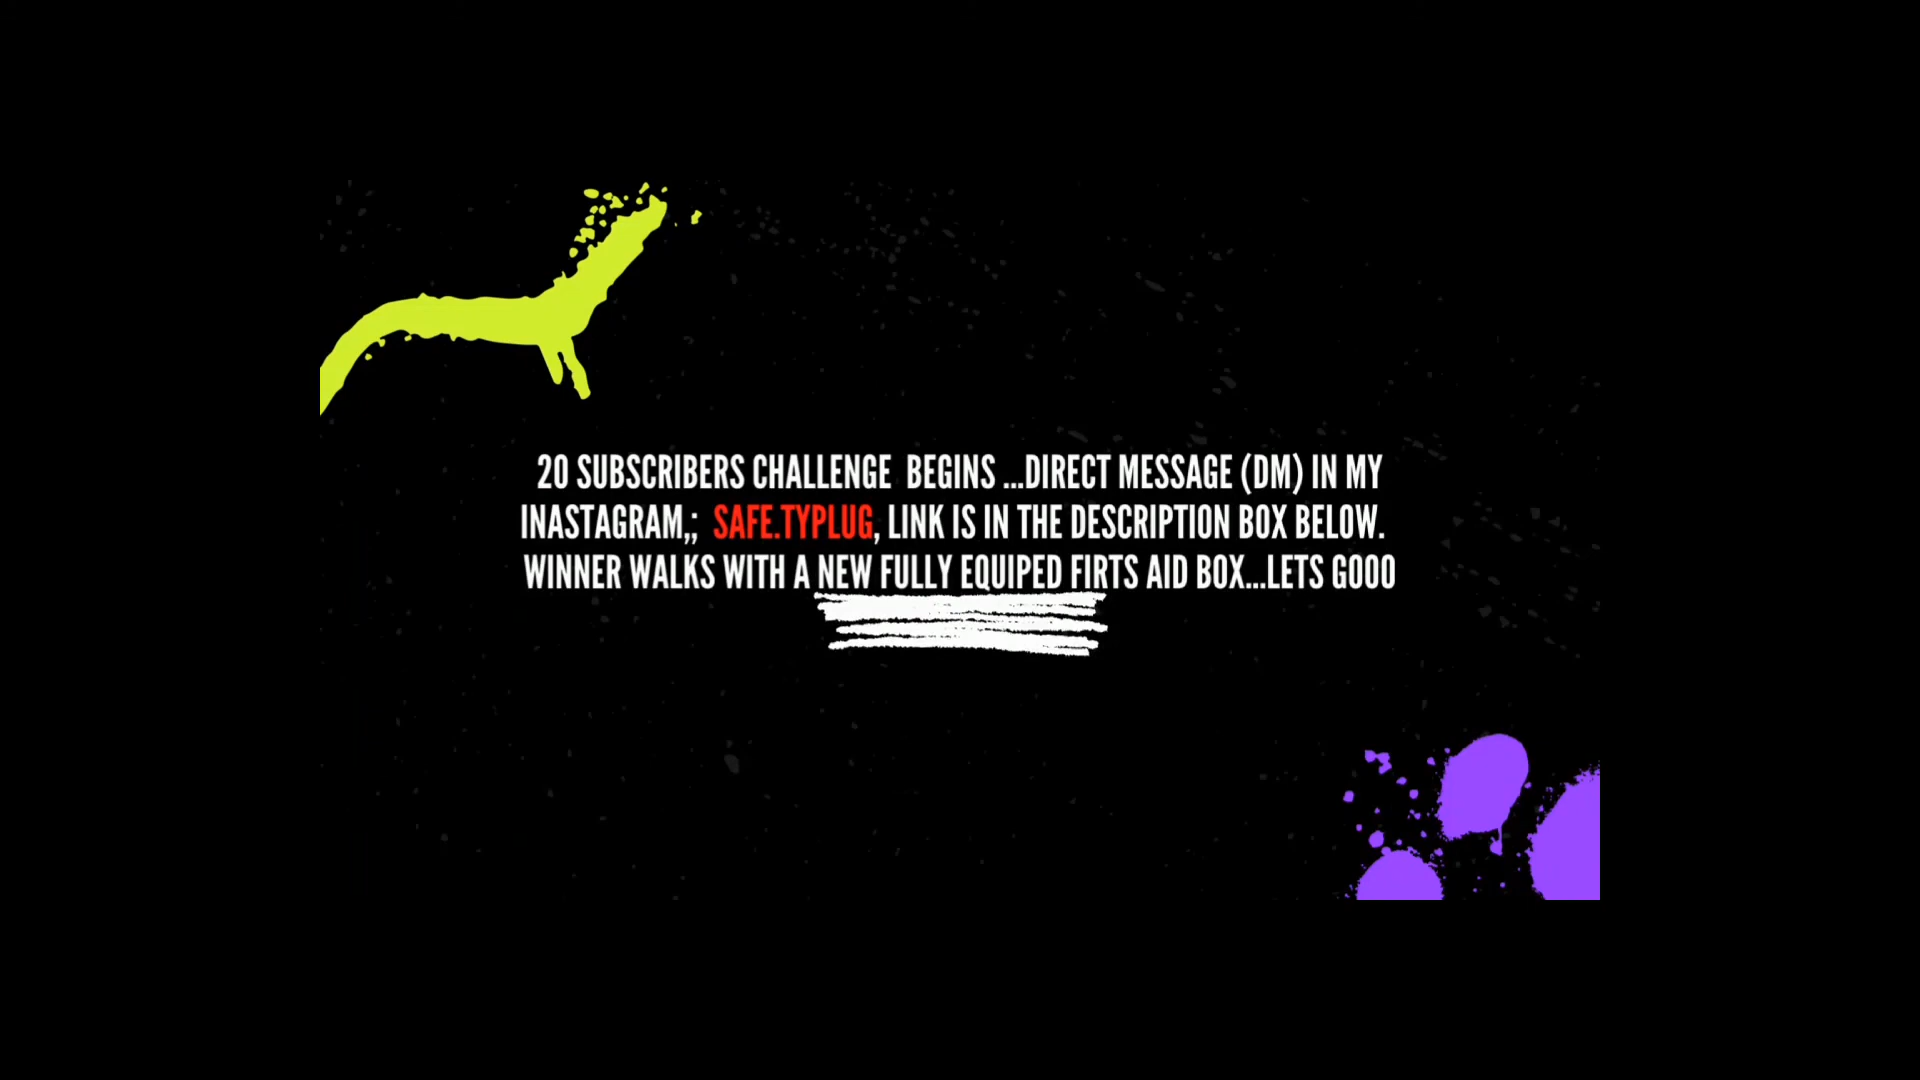 20 SUBSCRIBERS CHALLENGE BEGINS ...DIRECT MESSAGE (DM) IN MY
INASTAGRAM,; SAFE.TYPLUG, LINK IS IN THE DESCRIPTION BOX BELOW.
WINNER WALKS WITH A NEW FULLY EQUIPED FIRTS AID BOX...LETS GOOO